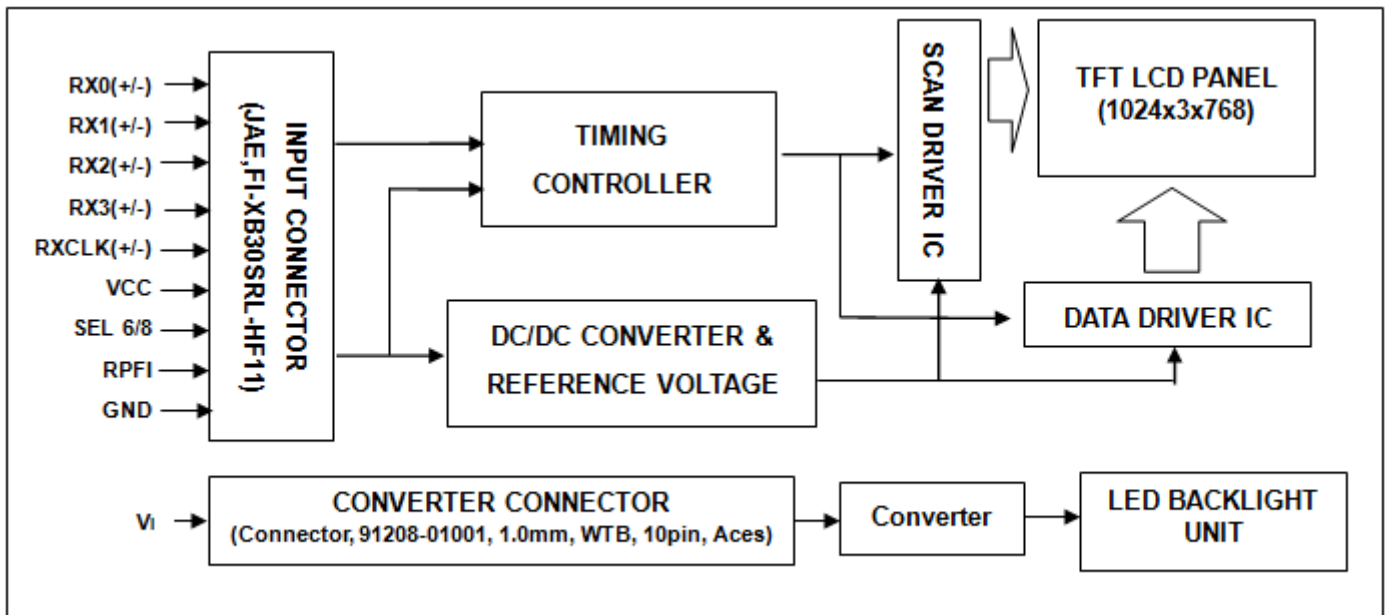 RX0(+/-)
RX1(+/-)
RX2(+/-)
RX3(+/-)
RXCLK(+/-)
VCC
SEL 6/8
RPFI
GND
INPUT CONNECTOR
(JAE,FI-XB30SRL-HF11)
TIMING
CONTROLLER
DC/DC CONVERTER &
REFERENCE VOLTAGE
SCAN DRIVER IC
TFT LCD PANEL
(1024x3x768)
DATA DRIVER IC
VI
CONVERTER CONNECTOR
(Connector, 91208-01001, 1.0mm, WTB, 10pin, Aces)
Converter
LED BACKLIGHT
UNIT